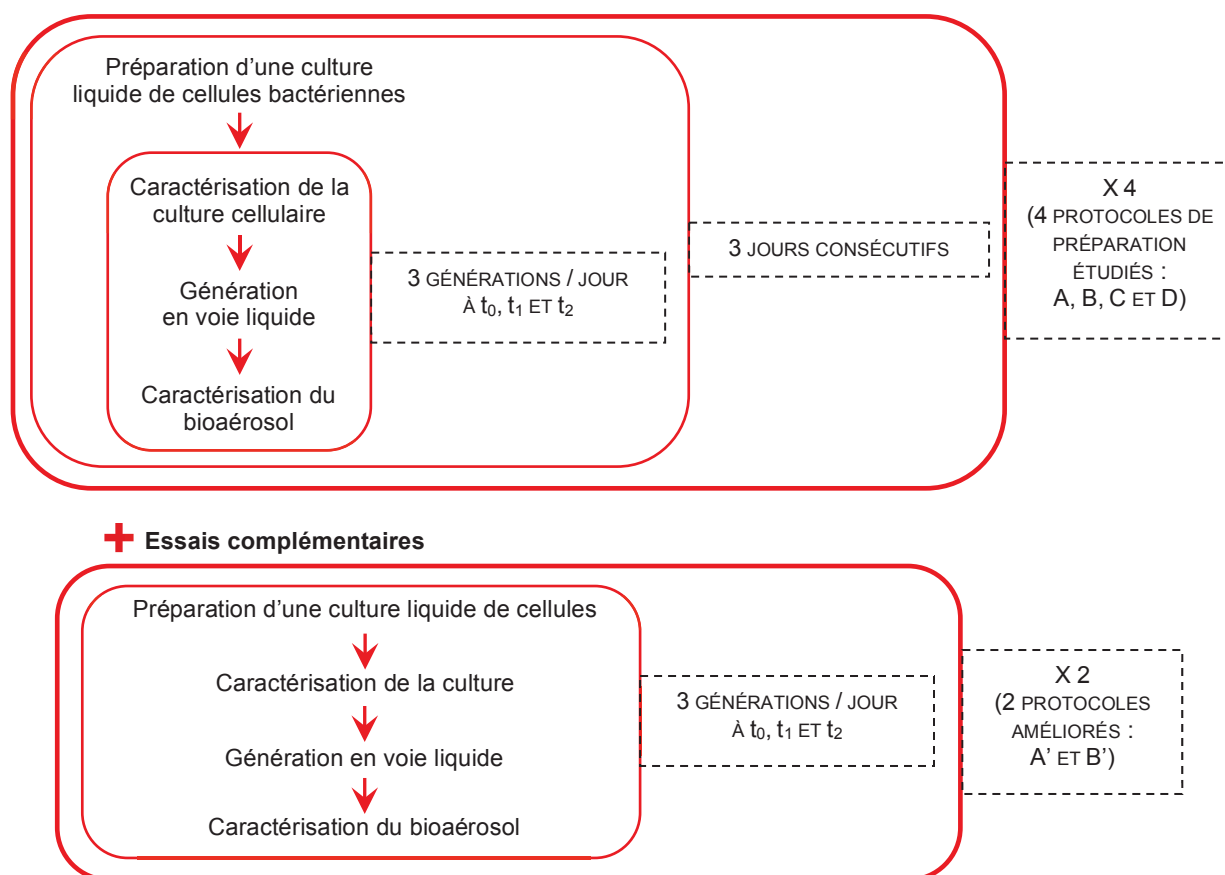 Préparation d'une culture
liquide de cellules bactériennes
Caractérisation de la
culture cellulaire
Génération
en voie liquide
Caractérisation du
bioaérosol
3 GÉNÉRATIONS / JOUR
À t0, t1 ET t2
3 JOURS CONSÉCUTIFS
X 4
(4 PROTOCOLES DE
PRÉPARATION
ÉTUDIÉS :
A, B, C ET D)
Essais complémentaires
Préparation d'une culture liquide de cellules
Caractérisation de la culture
Génération en voie liquide
Caractérisation du bioaérosol
3 GÉNÉRATIONS / JOUR
À t0, t1 ET t2
X 2
(2 PROTOCOLES
AMÉLIORÉS :
A' ET B')